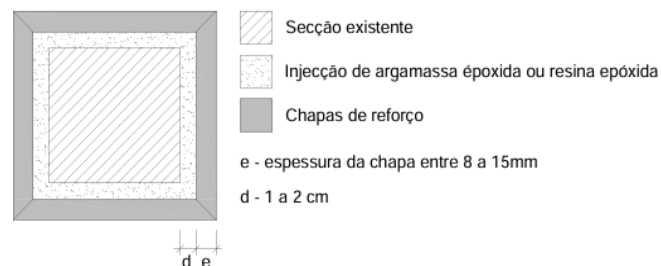 Secção existente
Injecção de argamassa époxida ou resina epóxida
Chapas de reforço
e - espessura da chapa entre 8 a 15mm
d - 1 a 2 cm
d e